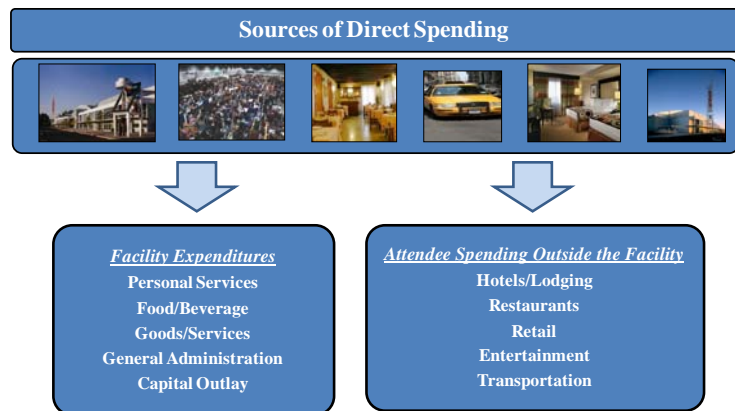 Sources of Direct Spending
Facility Expenditures
Personal Services
Food/Beverage
Goods/Services
General Administration
Capital Outlay
Attendee Spending Outside the Facility
Hotels/Lodging
Restaurants
Retail
Entertainment
Transportation